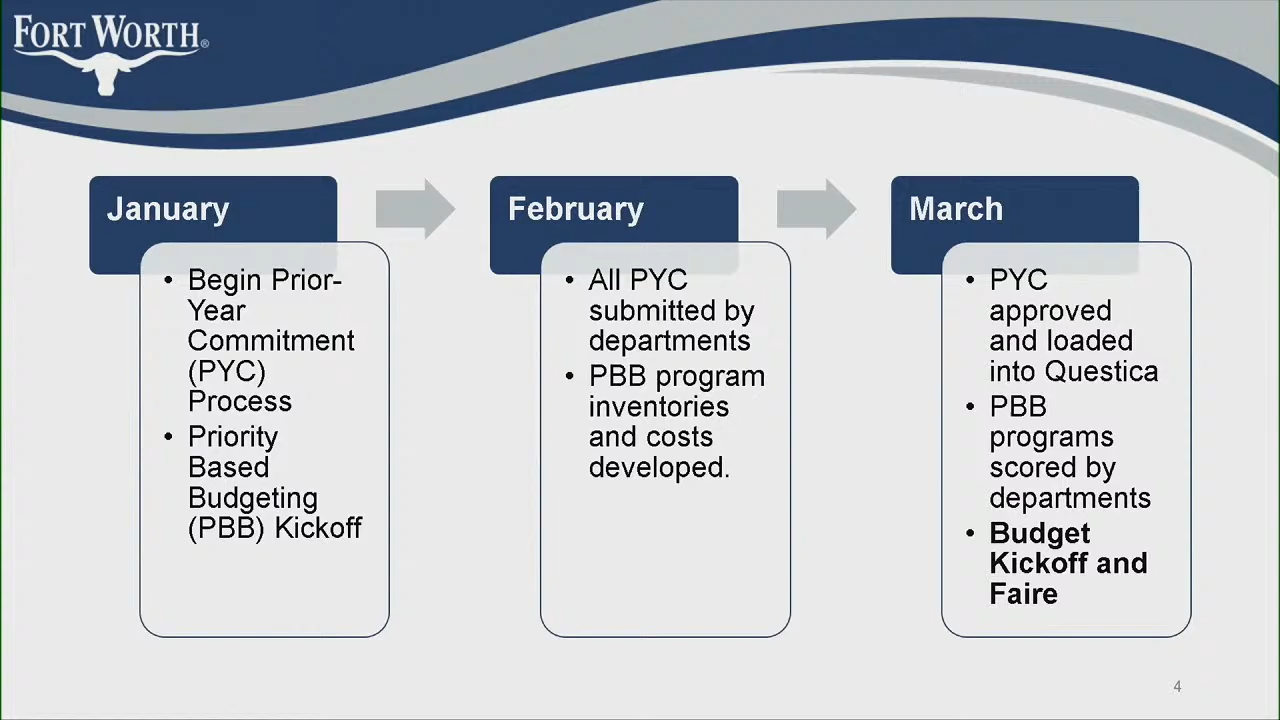 FORT WORTH®
January
• Begin Prior-
Year
Commitment
(PYC)
Process
• Priority
Based
Budgeting
(PBB) Kickoff
February
• All PYC
submitted by
departments
• PBB program
inventories
and costs
developed.
March
• PYC
approved
and loaded
into Questica
• PBB
programs
scored by
departments
• Budget
Kickoff and
Faire
4